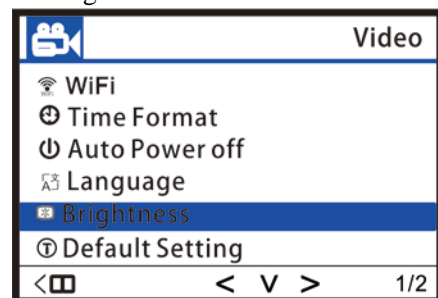 Video
WiFi
Time Format
Auto Power off
Language
Brightness
Default Setting
< < V > 1/2